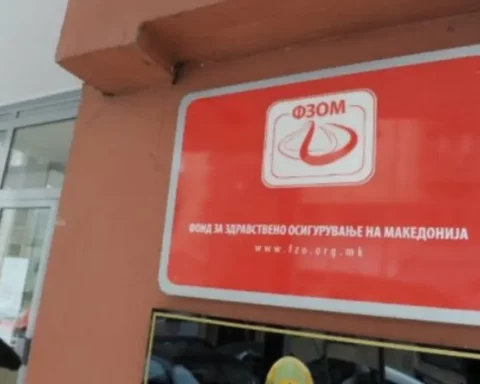 ФЗОМ
ФОНД ЗА ЗДРАВСТВЕНО ОСИГУРУВАЊЕ НА МАКЕДОНИЈА
www.fzo.org.mk